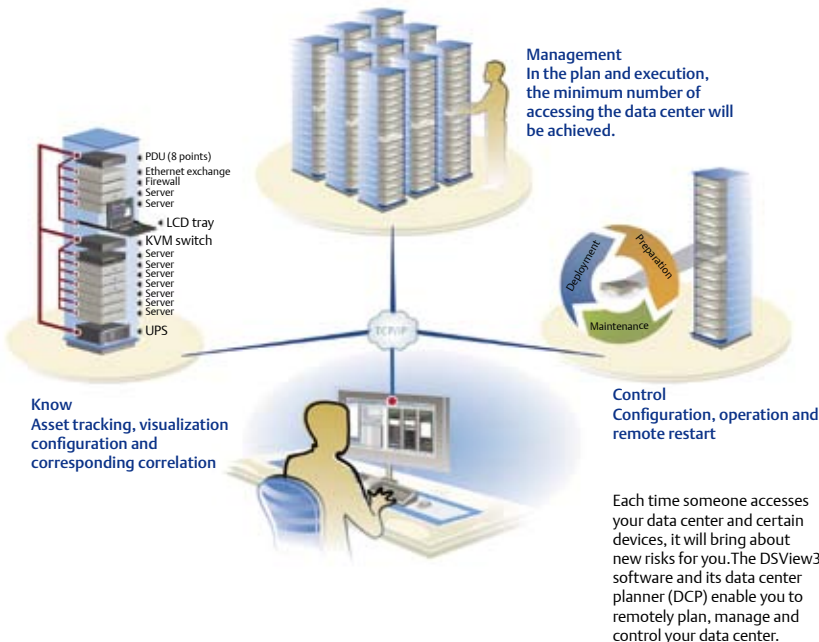 Management
In the plan and execution,
the minimum number of
accessing the data center will
be achieved.
PDU (8 points)
Ethernet exchange
Firewall
Server
Server
LCD tray
KVM switch
Server
Server
Server
Server
Server
Server
Server
UPS
Deployment
Preparation
Maintenance
TCP/IP
Know
Asset tracking, visualization
configuration and
corresponding correlation
Control
Configuration, operation and
remote restart
Each time someone accesses
your data center and certain
devices, it will bring about
new risks for you.The DSView3
software and its data center
planner (DCP) enable you to
remotely plan, manage and
control your data center.